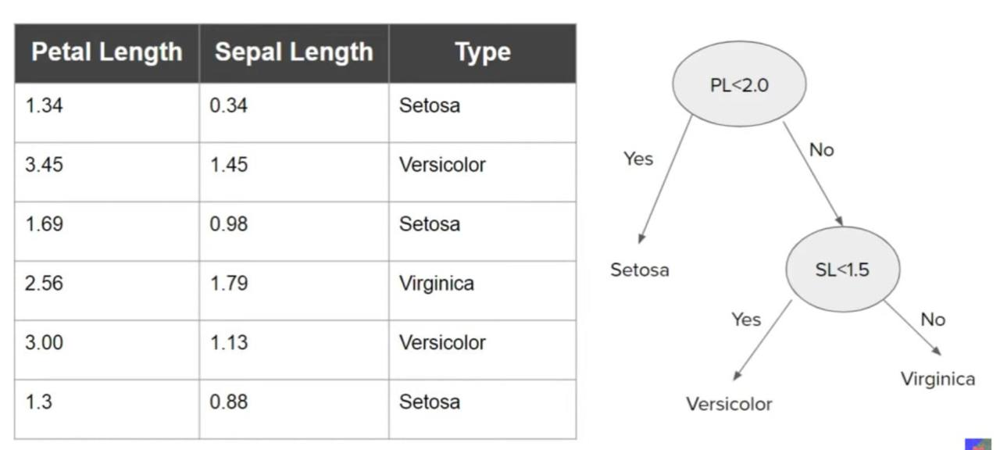 Petal Length Sepal Length Type
1.34 0.34 Setosa
3.45 1.45 Versicolor
1.69 0.98 Setosa
2.56 1.79 Virginica
3.00 1.13 Versicolor
1.3 0.88 Setosa
PL<2.0
Yes
No
Setosa
SL<1.5
Yes
No
Versicolor
Virginica